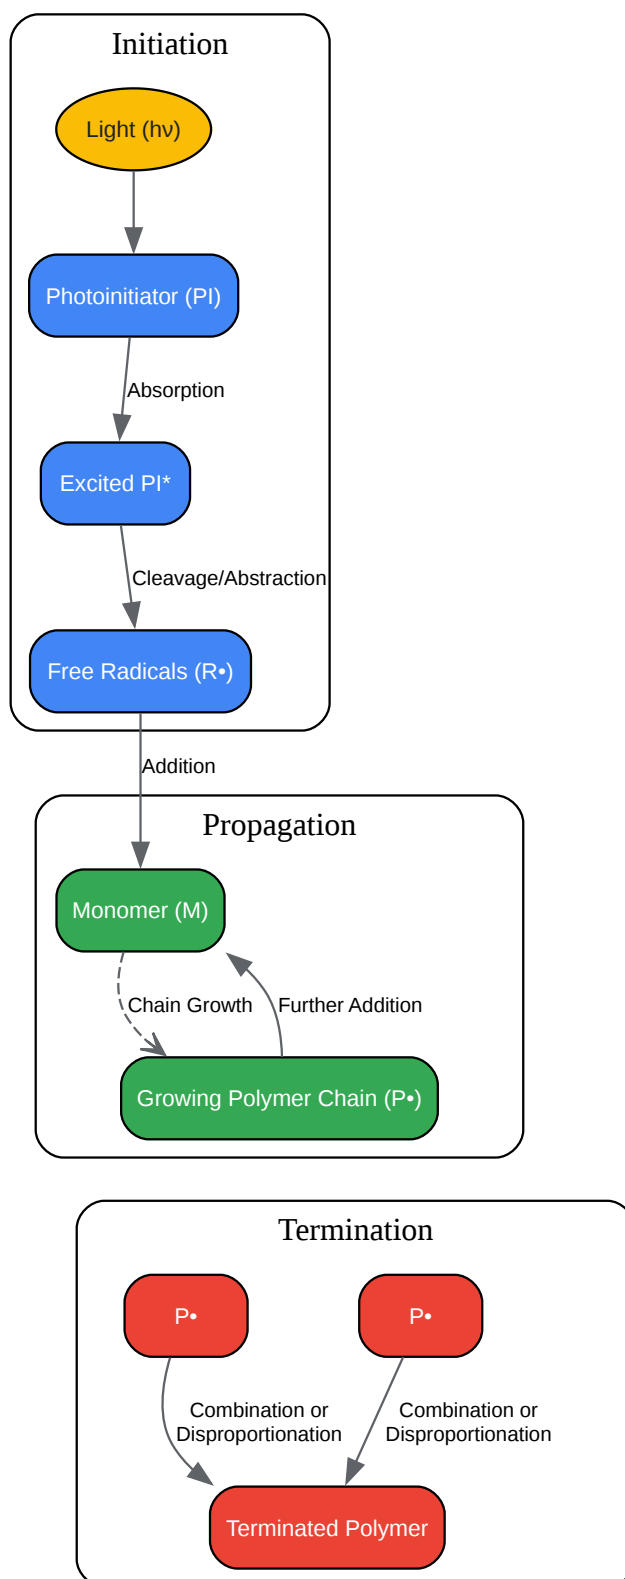 Initiation
Light (hν)
Photoinitiator (PI)
Absorption
Excited PI*
Cleavage/Abstraction
Free Radicals (R•)
Addition
Propagation
Monomer (M)
Chain Growth
Further Addition
Growing Polymer Chain (P•)
Termination
P•
P•
Combination or
Disproportionation
Combination or
Disproportionation
Terminated Polymer